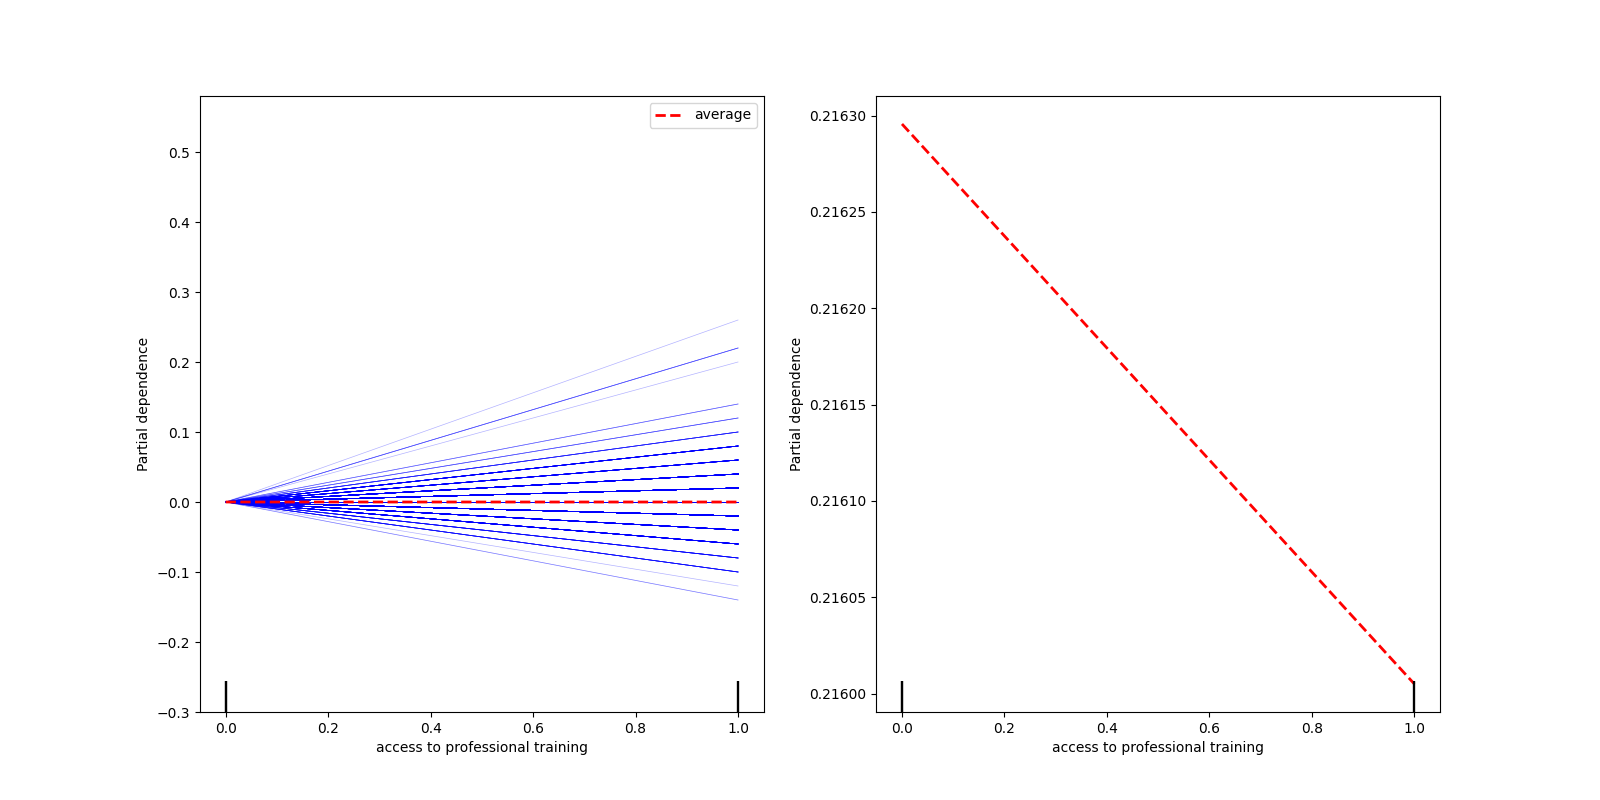 average
0.5
0.4
0.3
0.2
0.1
0.0
−0.1
−0.2
−0.3
Partial dependence
0.0 0.2 0.4 0.6 0.8 1.0
access to professional training
0.21630
0.21625
0.21620
0.21615
0.21610
0.21605
0.21600
Partial dependence
0.0 0.2 0.4 0.6 0.8 1.0
access to professional training